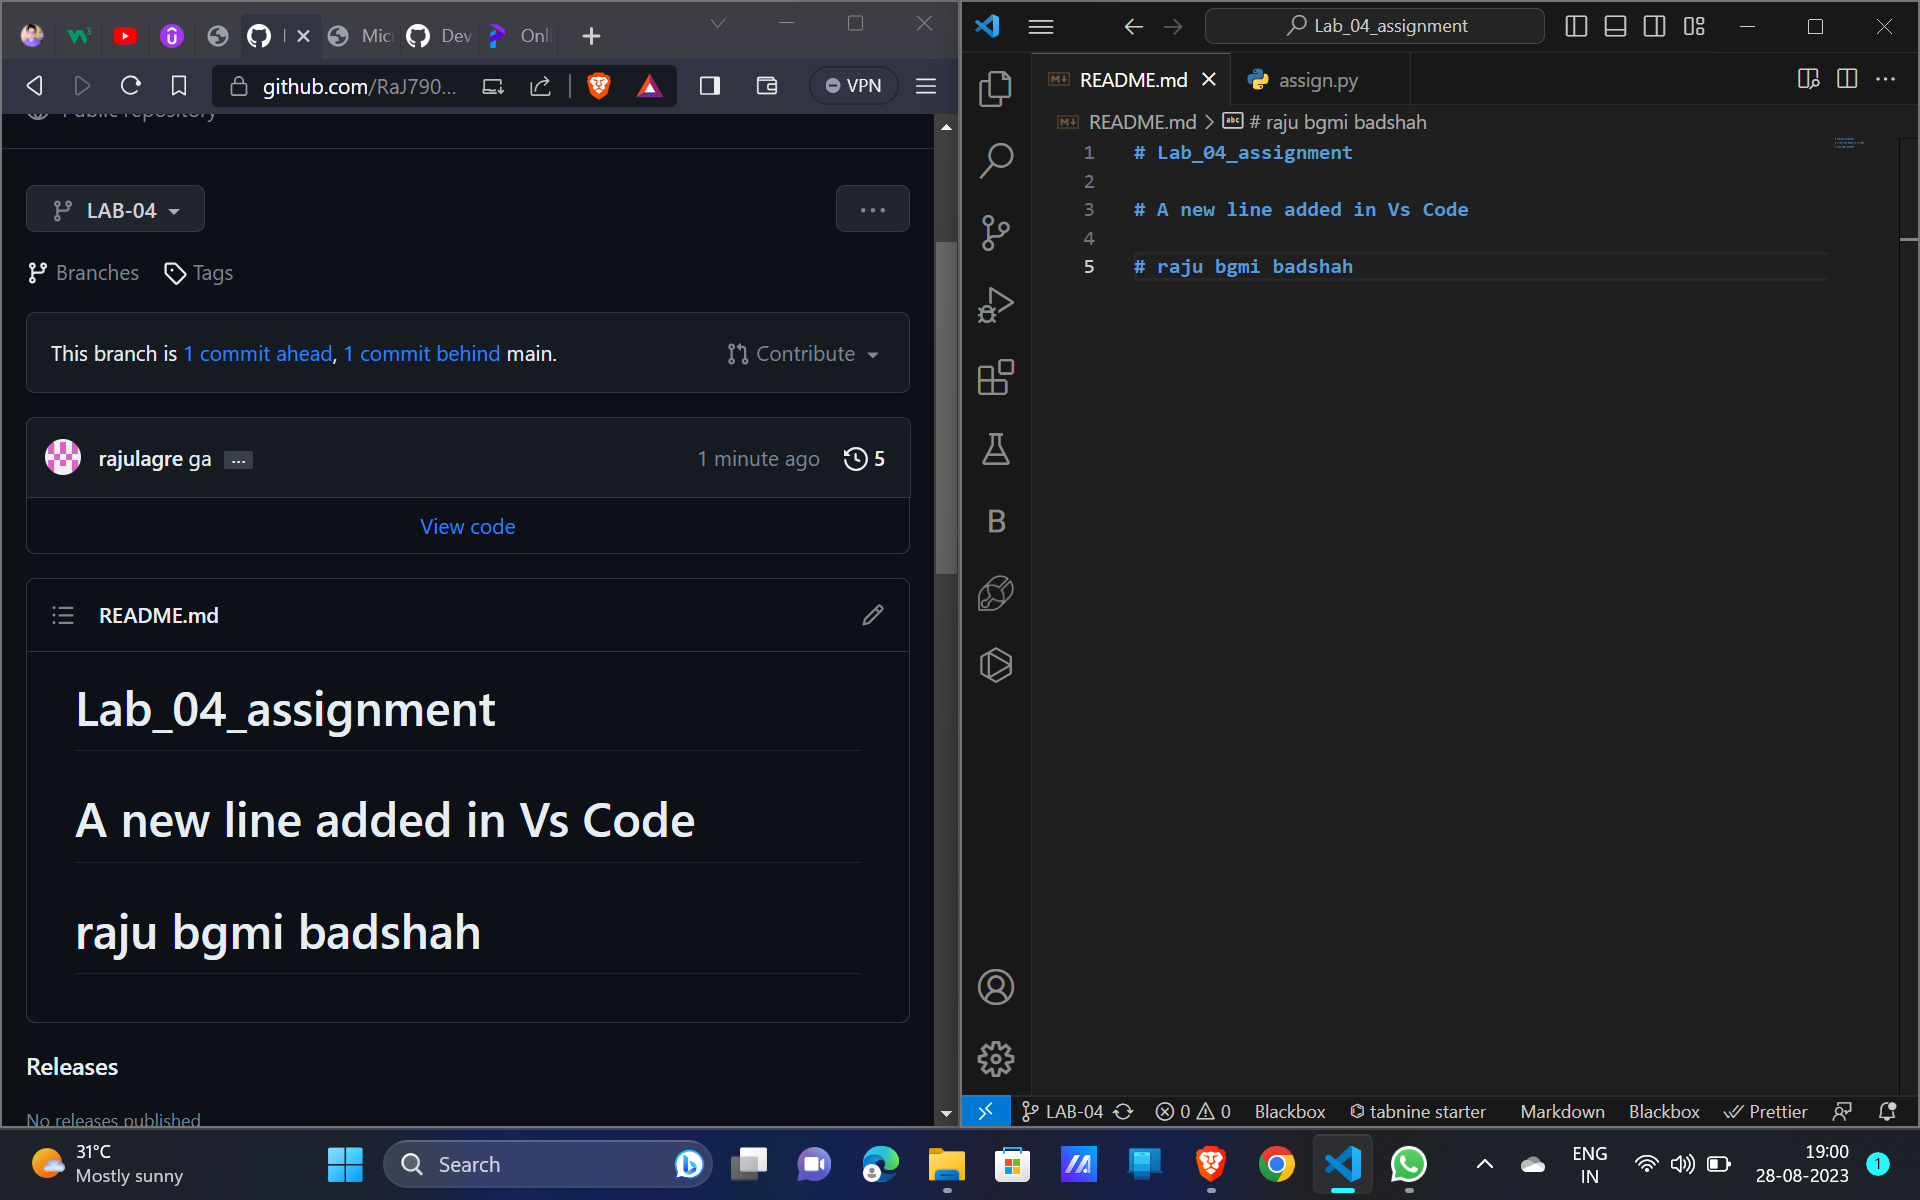 Mic
Dev
Onl
github.com/RaJ790...
VPN
Public repository
LAB-04
Branches
Tags
This branch is 1 commit ahead, 1 commit behind main.
Contribute
rajulagre ga ...
1 minute ago
5
View code
README.md
Lab_04_assignment
A new line added in Vs Code
raju bgmi badshah
Releases
No releases published
Lab_04_assignment
README.md
assign.py
README.md > # raju bgmi badshah
1 # Lab_04_assignment
2
3 # A new line added in Vs Code
4
5 # raju bgmi badshah
B
LAB-04
0
0
Blackbox
tabnine starter
Markdown
Blackbox
Prettier
31°C
Mostly sunny
Search
ENG
IN
19:00
28-08-2023
1